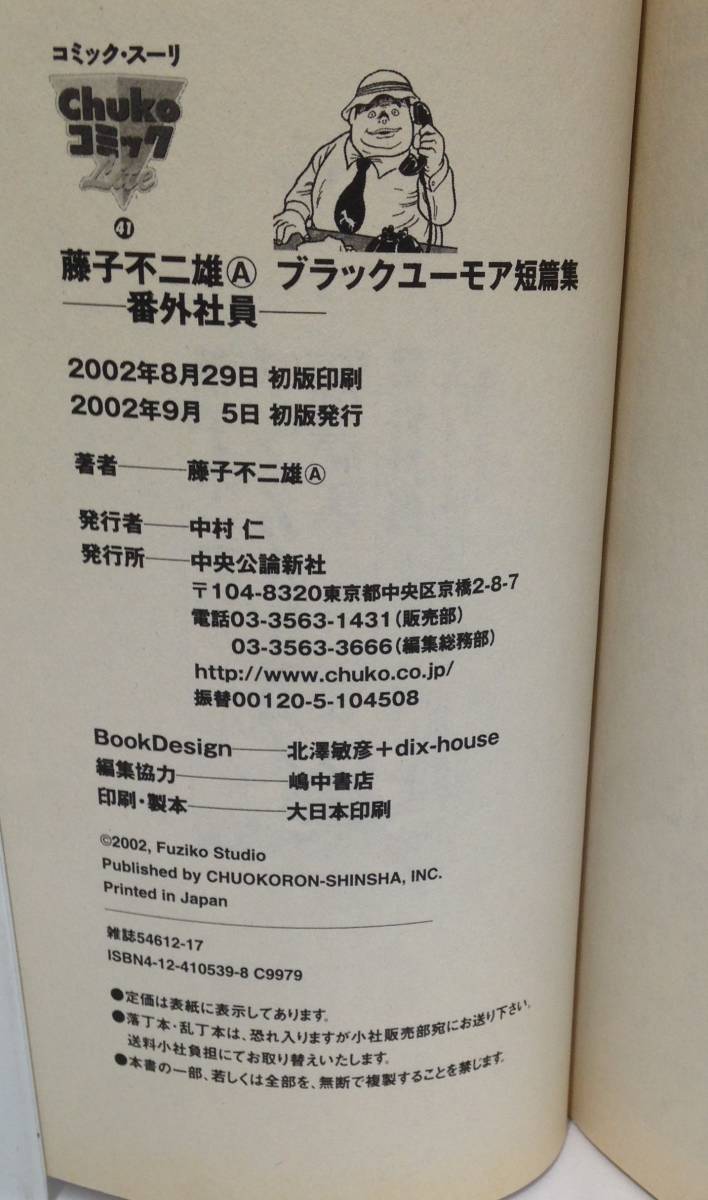 コミック・スーリ
Chuko
コミック
Lite
㊶
藤子不二雄Ⓐ ブラックユーモア短篇集
——番外社員——
2002年8月29日 初版印刷
2002年9月 5日 初版発行
著者——藤子不二雄Ⓐ
発行者——中村 仁
発行所——中央公論新社
〒104-8320東京都中央区京橋2-8-7
電話03-3563-1431(販売部)
03-3563-3666(編集総務部)
http://www.chuko.co.jp/
振替00120-5-104508
BookDesign——北澤敏彦+dix-house
編集協力——嶋中書店
印刷・製本——大日本印刷
©2002, Fuziko Studio
Published by CHUOKORON-SHINSHA, INC.
Printed in Japan
雑誌54612-17
ISBN4-12-410539-8 C9979
●定価は表紙に表示してあります。
●落丁本・乱丁本は、恐れ入りますが小社販売部宛にお送り下さい。
送料小社負担にてお取り替えいたします。
●本書の一部、若しくは全部を、無断で複製することを禁じます。